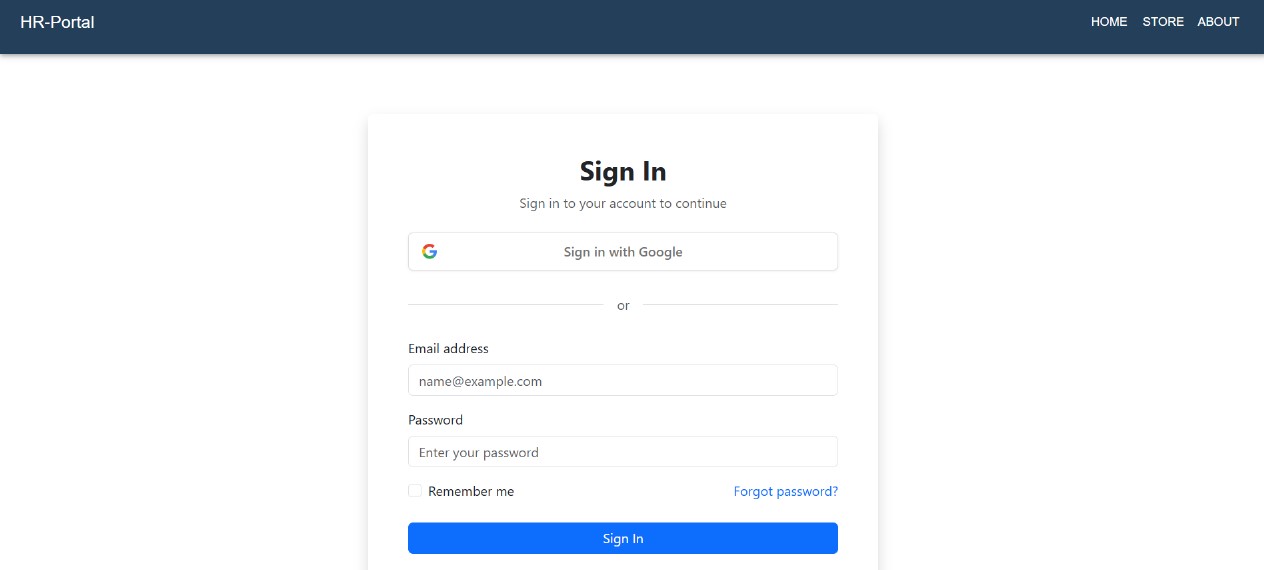 HR-Portal
HOME STORE ABOUT
Sign In
Sign in to your account to continue
Sign in with Google
or
Email address
name@example.com
Password
Enter your password
Remember me Forgot password?
Sign In